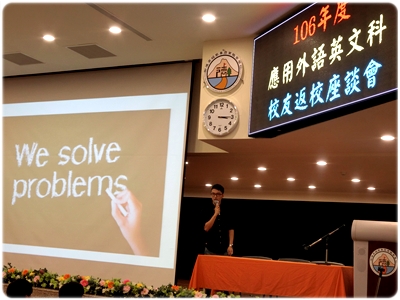 106年度
應用外語英文科
校友返校座談會
We solve
problems